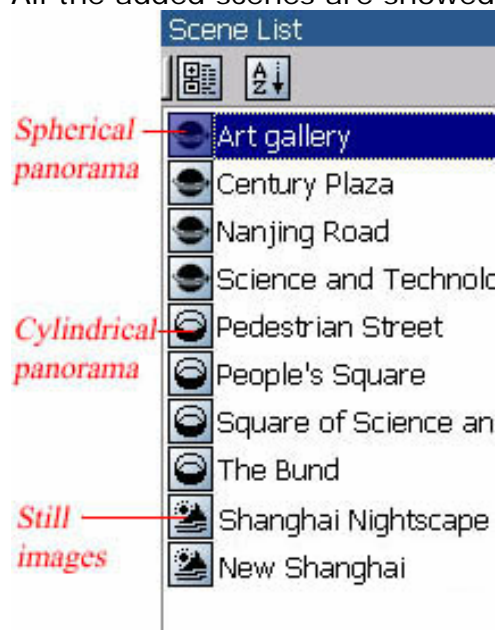 All the added scenes are showed
Scene List
Spherical panorama
Art gallery
Century Plaza
Nanjing Road
Science and Technolo
Cylindrical panorama
Pedestrian Street
People's Square
Square of Science an
The Bund
Still images
Shanghai Nightscape
New Shanghai